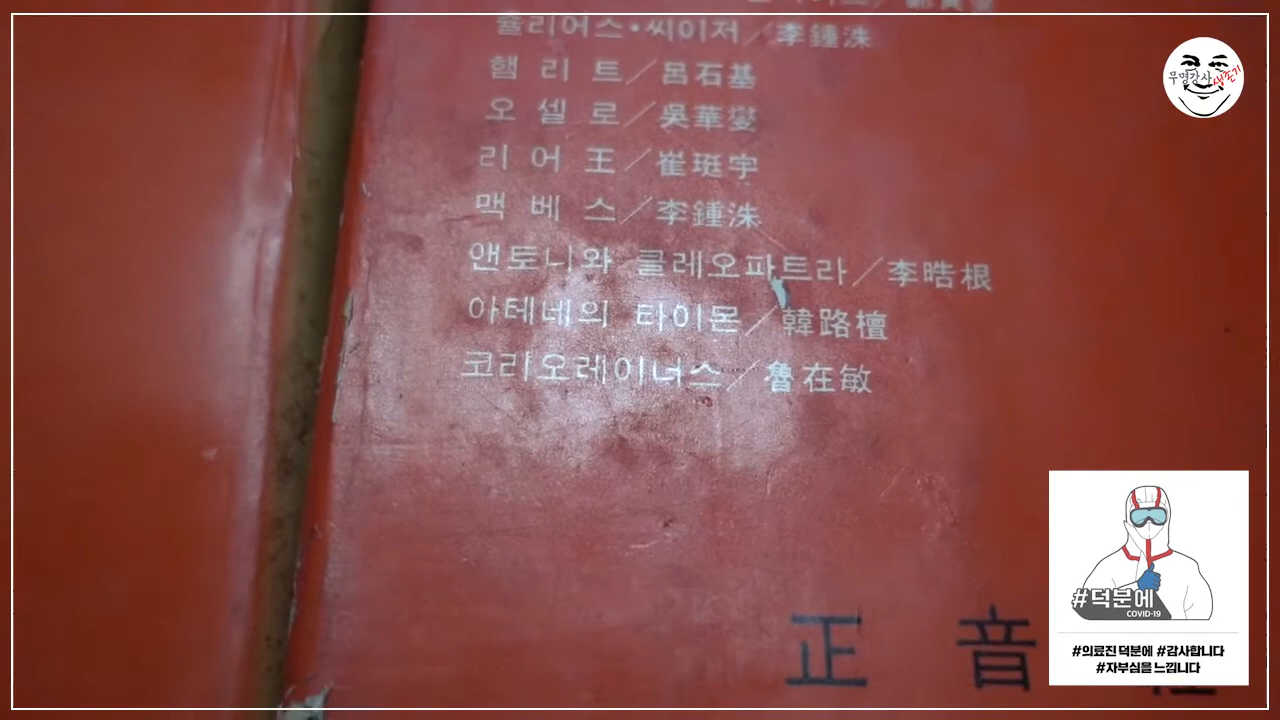 쥴리어스·씨이저／李鍾洙
햄 리 트／呂石基
오 셀 로／吳華燮
리 어 王／崔珽宇
맥 베 스／李鍾洙
앤토니와 클레오파트라／李晧根
아테네의 타이몬／韓路檀
코리오레이너스／魯在敏
正 音
무명강사 생존기
#덕분에
COVID-19
#의료진 덕분에 #감사합니다
#자부심을 느낍니다